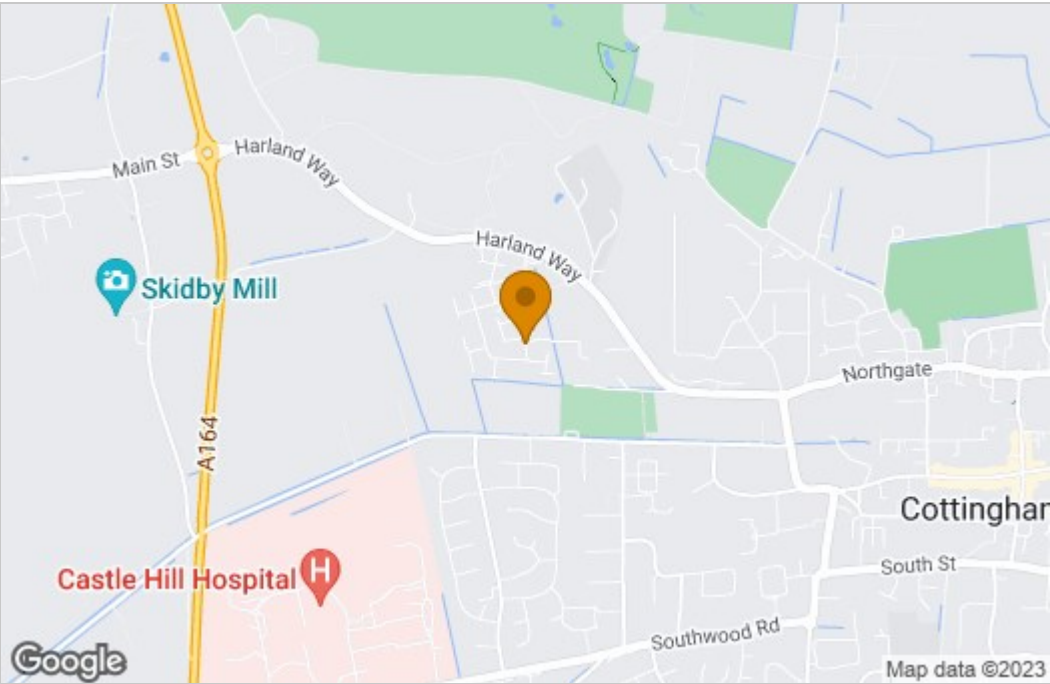 Main St
Harland Way
Harland Way
Skidby Mill
Northgate
A164
Cottinghar
South St
Castle Hill Hospital
H
Southwood Rd
Google
Map data ©2023